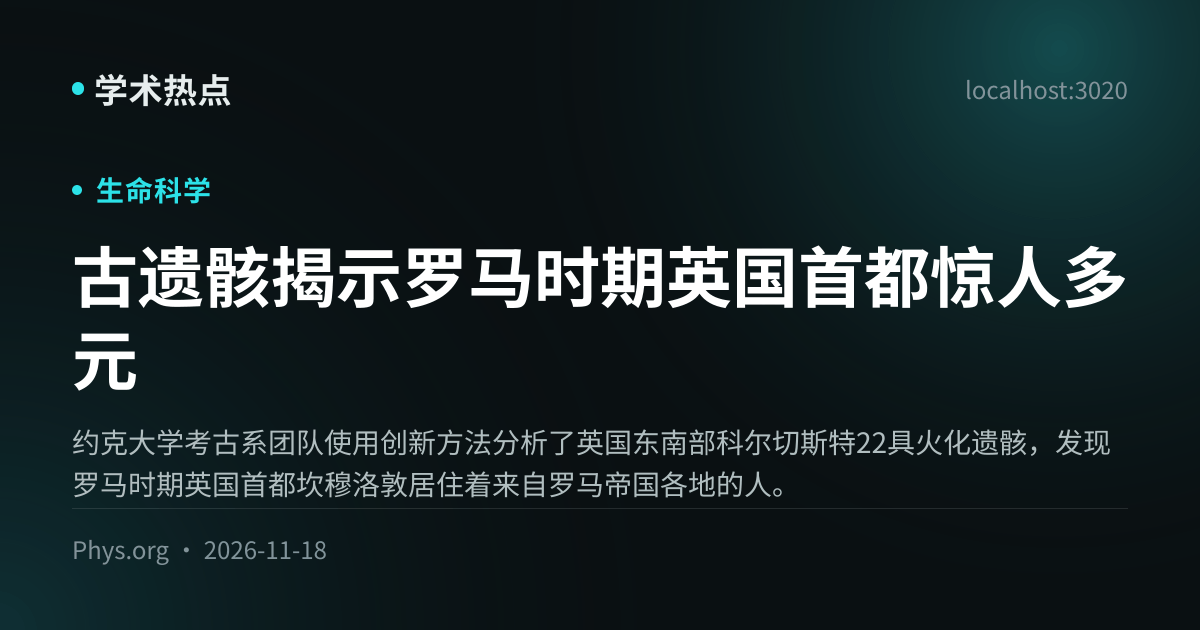 学术热点
localhost:3020
生命科学
古遗骸揭示罗马时期英国首都惊人多
元
约克大学考古系团队使用创新方法分析了英国东南部科尔切斯特22具火化遗骸，发现
罗马时期英国首都坎穆洛敦居住着来自罗马帝国各地的人。
Phys.org • 2026-11-18